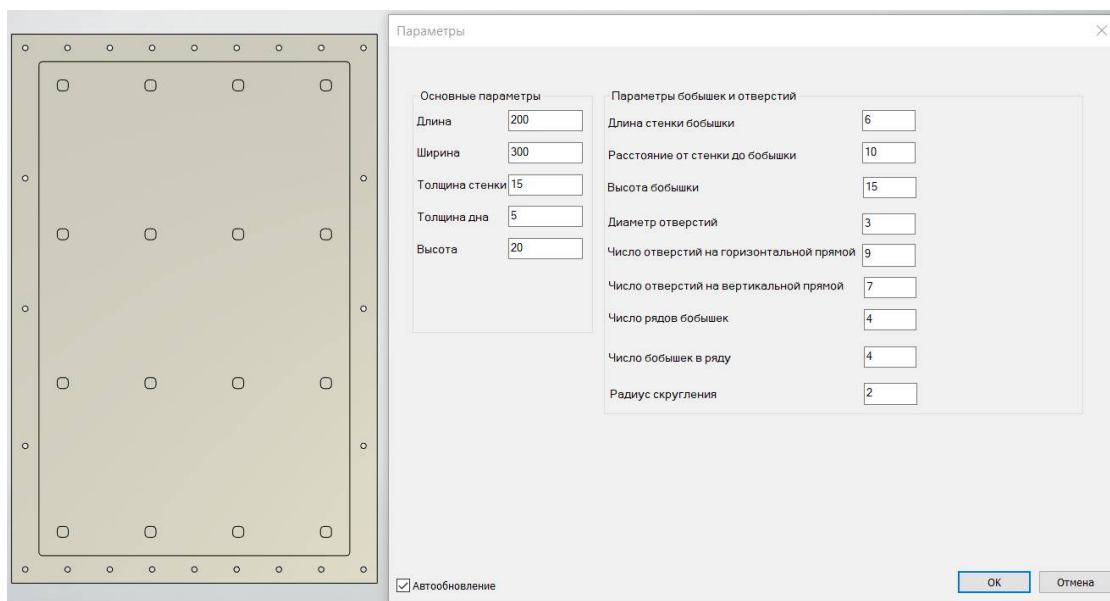 Параметры
Основные параметры
Длина 200
Ширина 300
Толщина стенки 15
Толщина дна 5
Высота 20
Параметры бобышек и отверстий
Длина стенки бобышки 6
Расстояние от стенки до бобышки 10
Высота бобышки 15
Диаметр отверстий 3
Число отверстий на горизонтальной прямой 9
Число отверстий на вертикальной прямой 7
Число рядов бобышек 4
Число бобышек в ряду 4
Радиус скругления 2
Автообновление
ОК Отмена